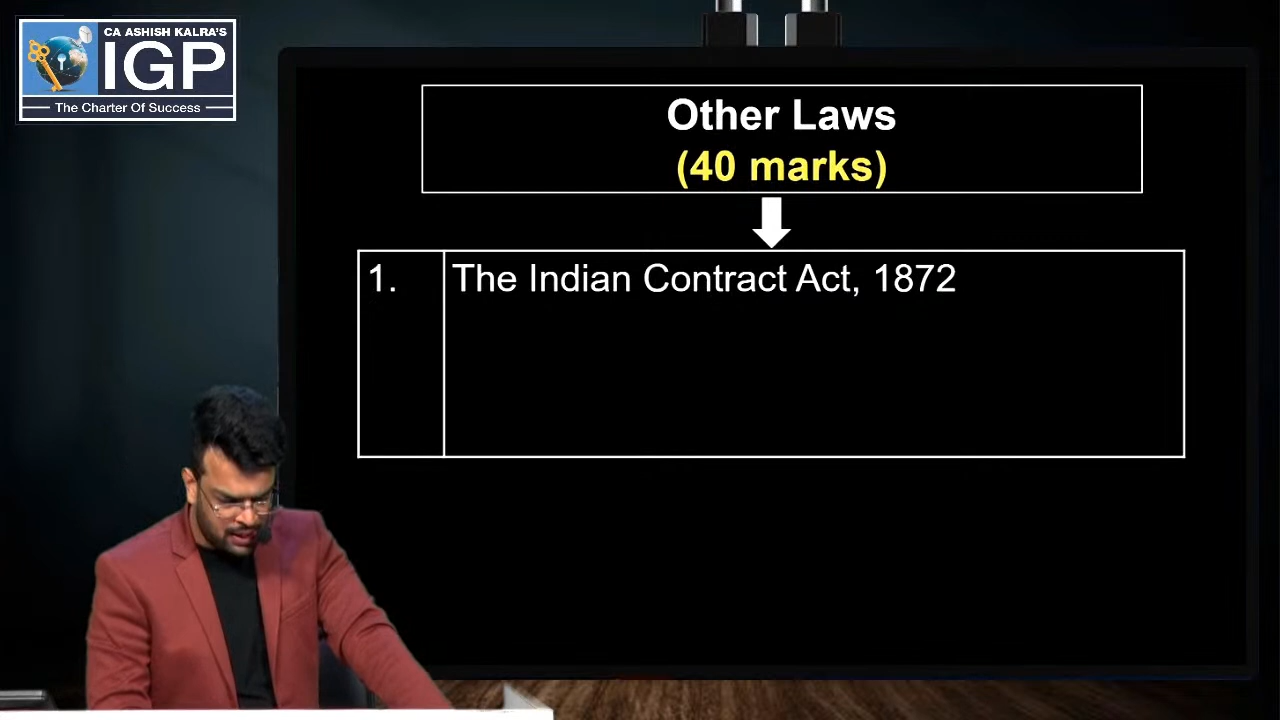 CA ASHISH KALRA'S
IGP
The Charter Of Success
Other Laws
(40 marks)
1. The Indian Contract Act, 1872